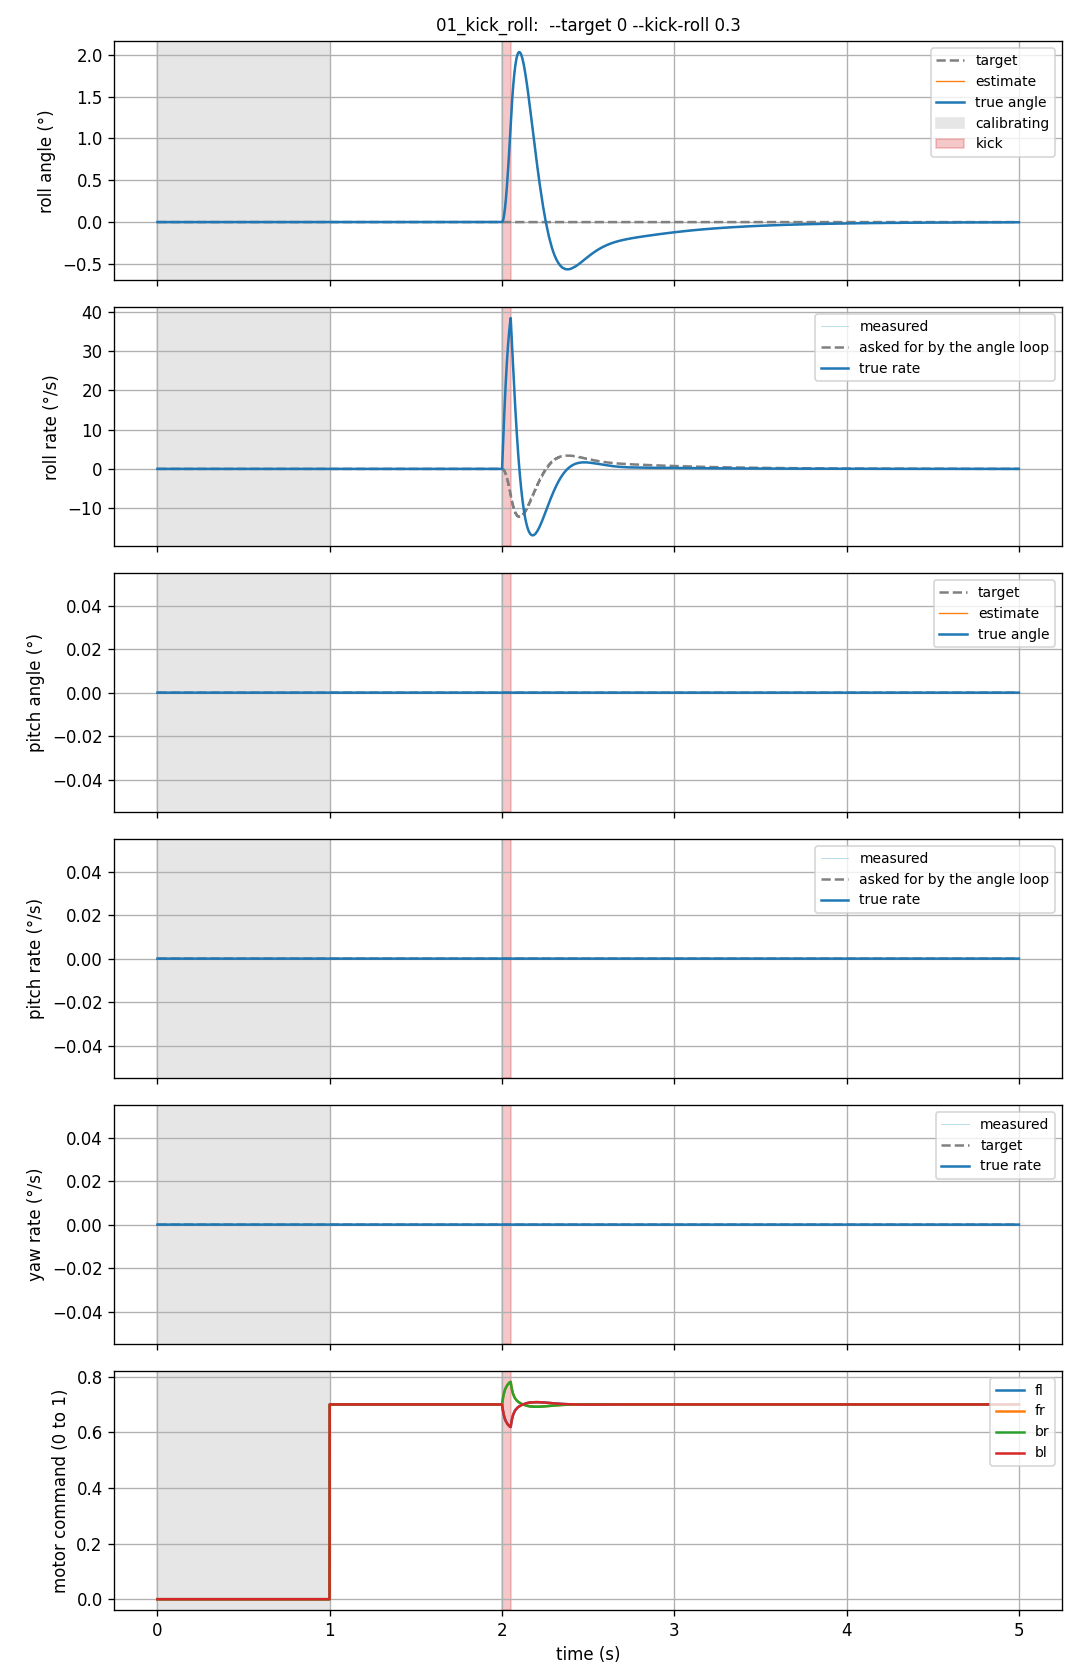 01_kick_roll:  --target 0 --kick-roll 0.3
roll angle (°)
2.0
1.5
1.0
0.5
0.0
−0.5
target
estimate
true angle
calibrating
kick
roll rate (°/s)
40
30
20
10
0
−10
measured
asked for by the angle loop
true rate
pitch angle (°)
0.04
0.02
0.00
−0.02
−0.04
target
estimate
true angle
pitch rate (°/s)
0.04
0.02
0.00
−0.02
−0.04
measured
asked for by the angle loop
true rate
yaw rate (°/s)
0.04
0.02
0.00
−0.02
−0.04
measured
target
true rate
motor command (0 to 1)
0.8
0.6
0.4
0.2
0.0
fl
fr
br
bl
0 1 2 3 4 5
time (s)